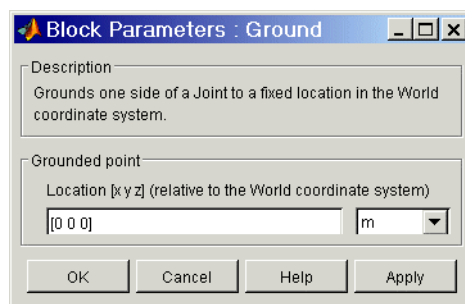 Block Parameters : Ground
Description
Grounds one side of a Joint to a fixed location in the World
coordinate system.
Grounded point
Location [x y z] (relative to the World coordinate system)
[0 0 0] m
OK Cancel Help Apply